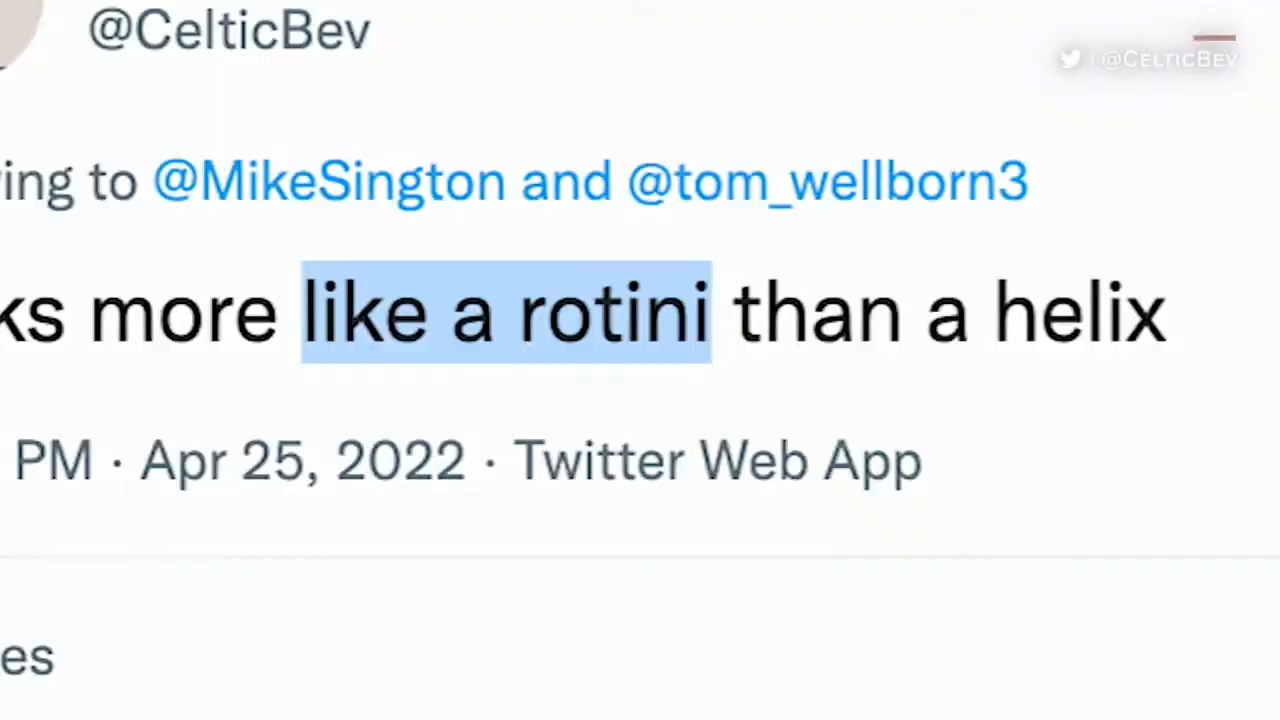 @CelticBev
@CELTICBEV
ing to @MikeSington and @tom_wellborn3
ks more like a rotini than a helix
PM · Apr 25, 2022 · Twitter Web App
es